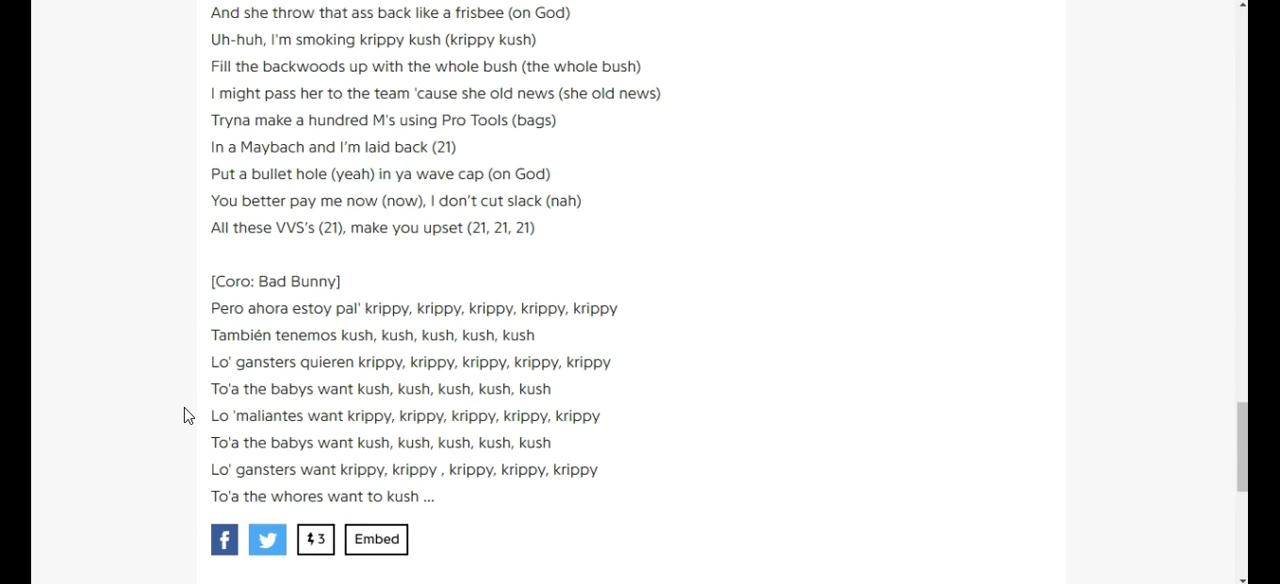 And she throw that ass back like a frisbee (on God)
Uh-huh, I'm smoking krippy kush (krippy kush)
Fill the backwoods up with the whole bush (the whole bush)
I might pass her to the team 'cause she old news (she old news)
Tryna make a hundred M's using Pro Tools (bags)
In a Maybach and I’m laid back (21)
Put a bullet hole (yeah) in ya wave cap (on God)
You better pay me now (now), I don’t cut slack (nah)
All these VVS’s (21), make you upset (21, 21, 21)
[Coro: Bad Bunny]
Pero ahora estoy pal' krippy, krippy, krippy, krippy, krippy
También tenemos kush, kush, kush, kush, kush
Lo' gansters quieren krippy, krippy, krippy, krippy, krippy
To'a the babys want kush, kush, kush, kush, kush
Lo 'maliantes want krippy, krippy, krippy, krippy, krippy
To'a the babys want kush, kush, kush, kush, kush
Lo' gansters want krippy, krippy , krippy, krippy, krippy
To'a the whores want to kush ...
f 3 Embed